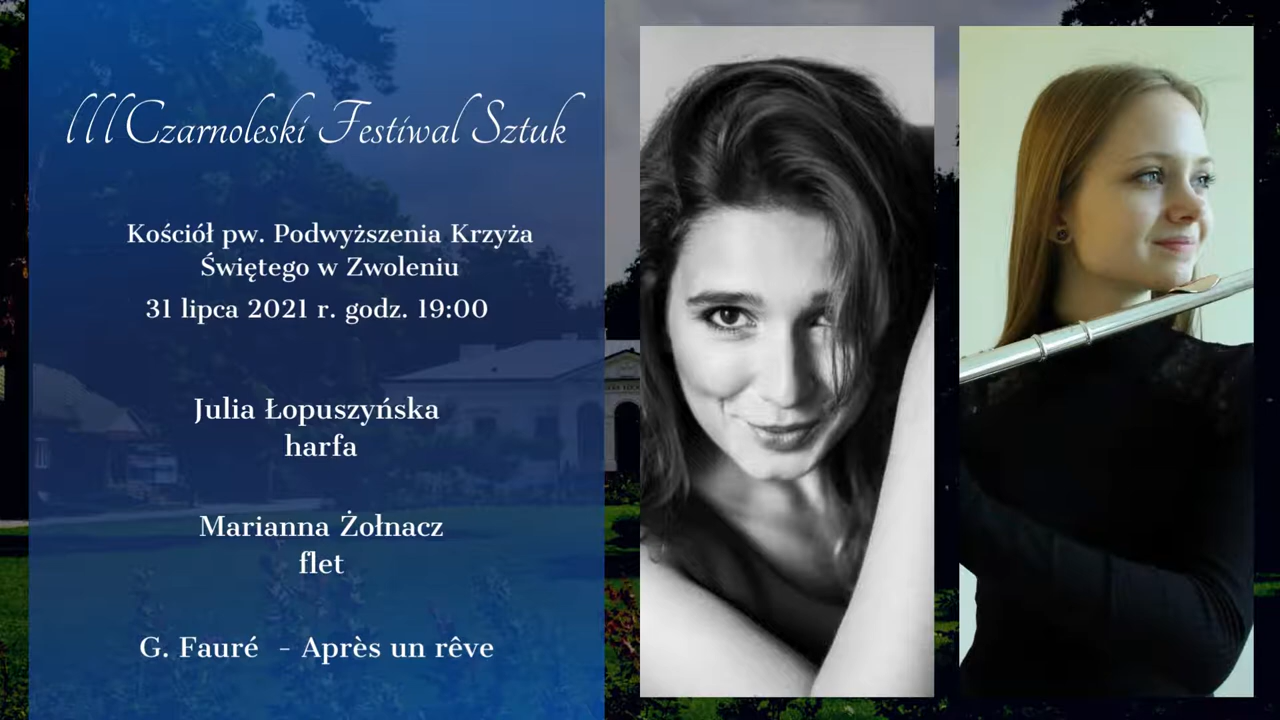 III Czarnoleski Festiwal Sztuk
Kościół pw. Podwyższenia Krzyża
Świętego w Zwoleniu
31 lipca 2021 r. godz. 19:00
Julia Łopuszyńska
harfa
Marianna Żołnacz
flet
G. Fauré - Après un rêve